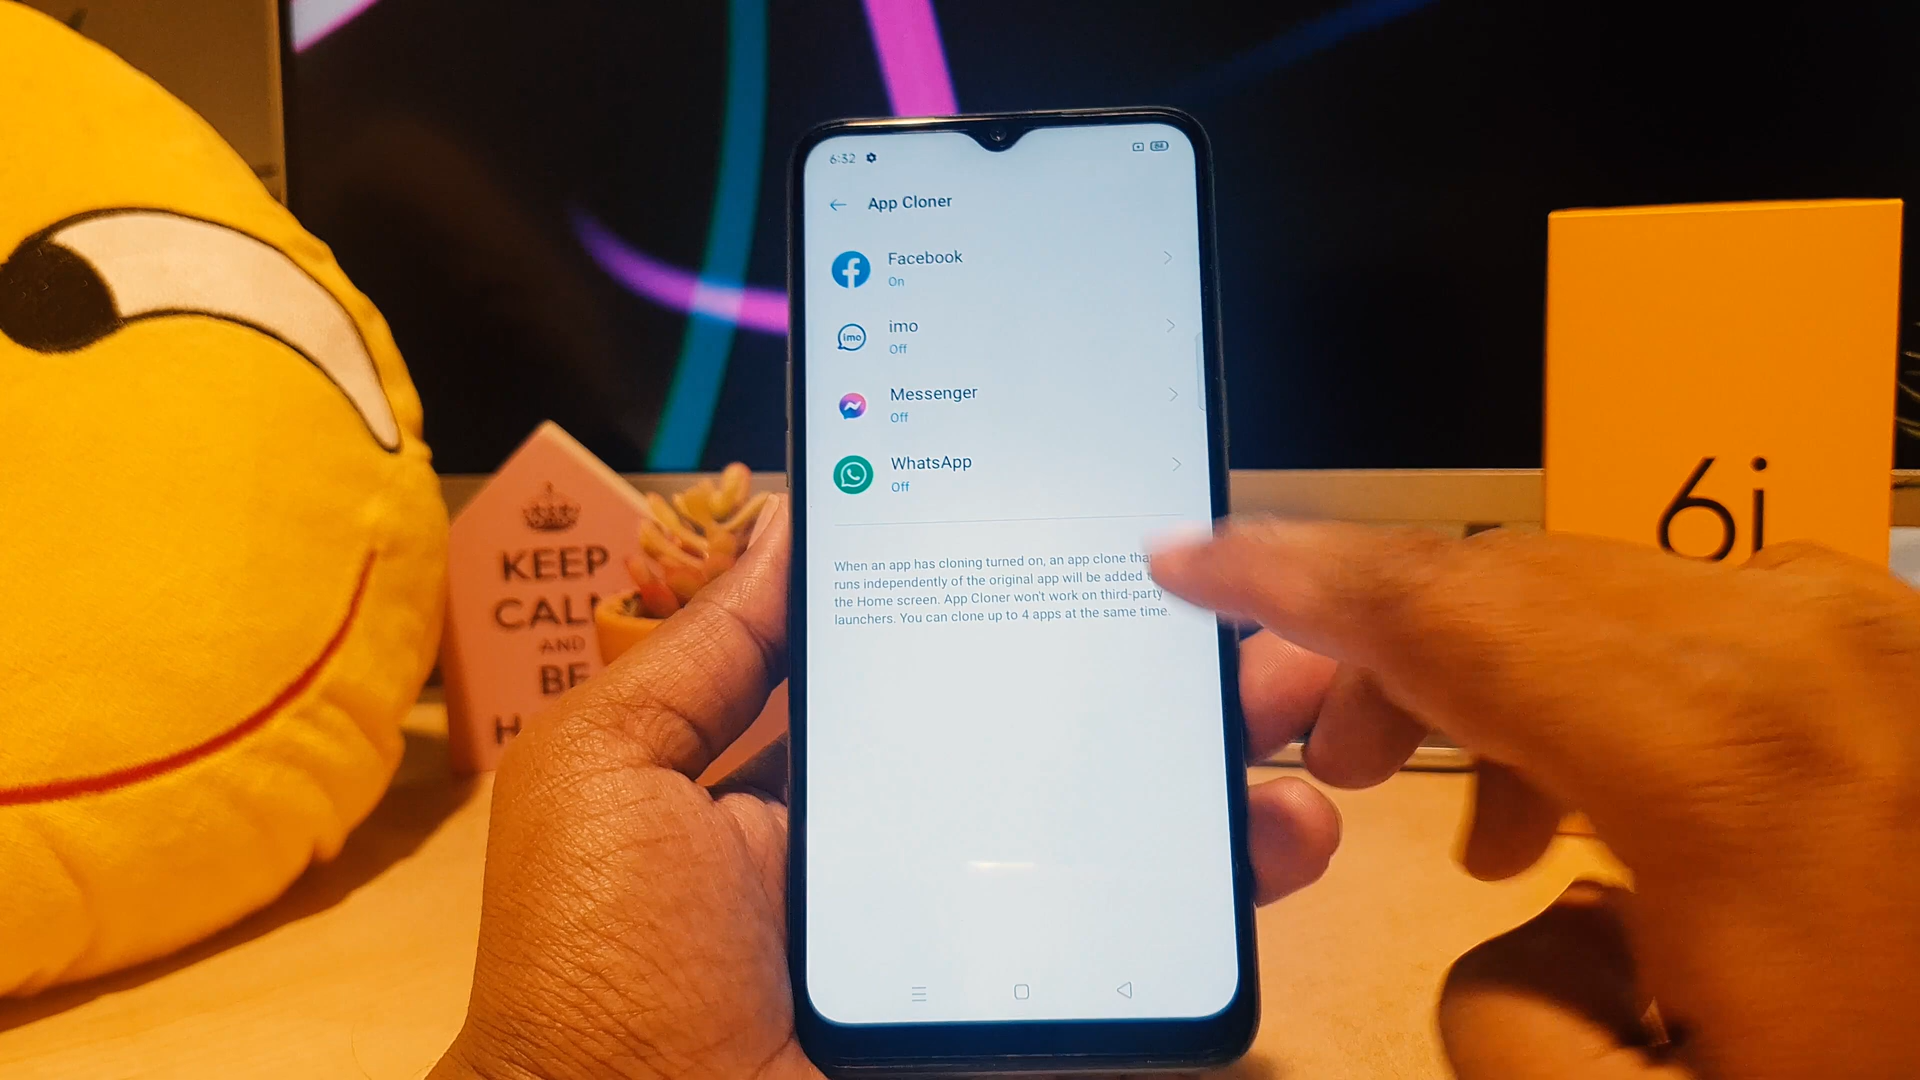 6:32
84
App Cloner
Facebook
On
imo
imo
Off
Messenger
Off
WhatsApp
Off
When an app has cloning turned on, an app clone
runs independently of the original app will be added
the Home screen. App Cloner won't work on third-party
launchers. You can clone up to 4 apps at the same time.
KEEP
AND
BE
6i